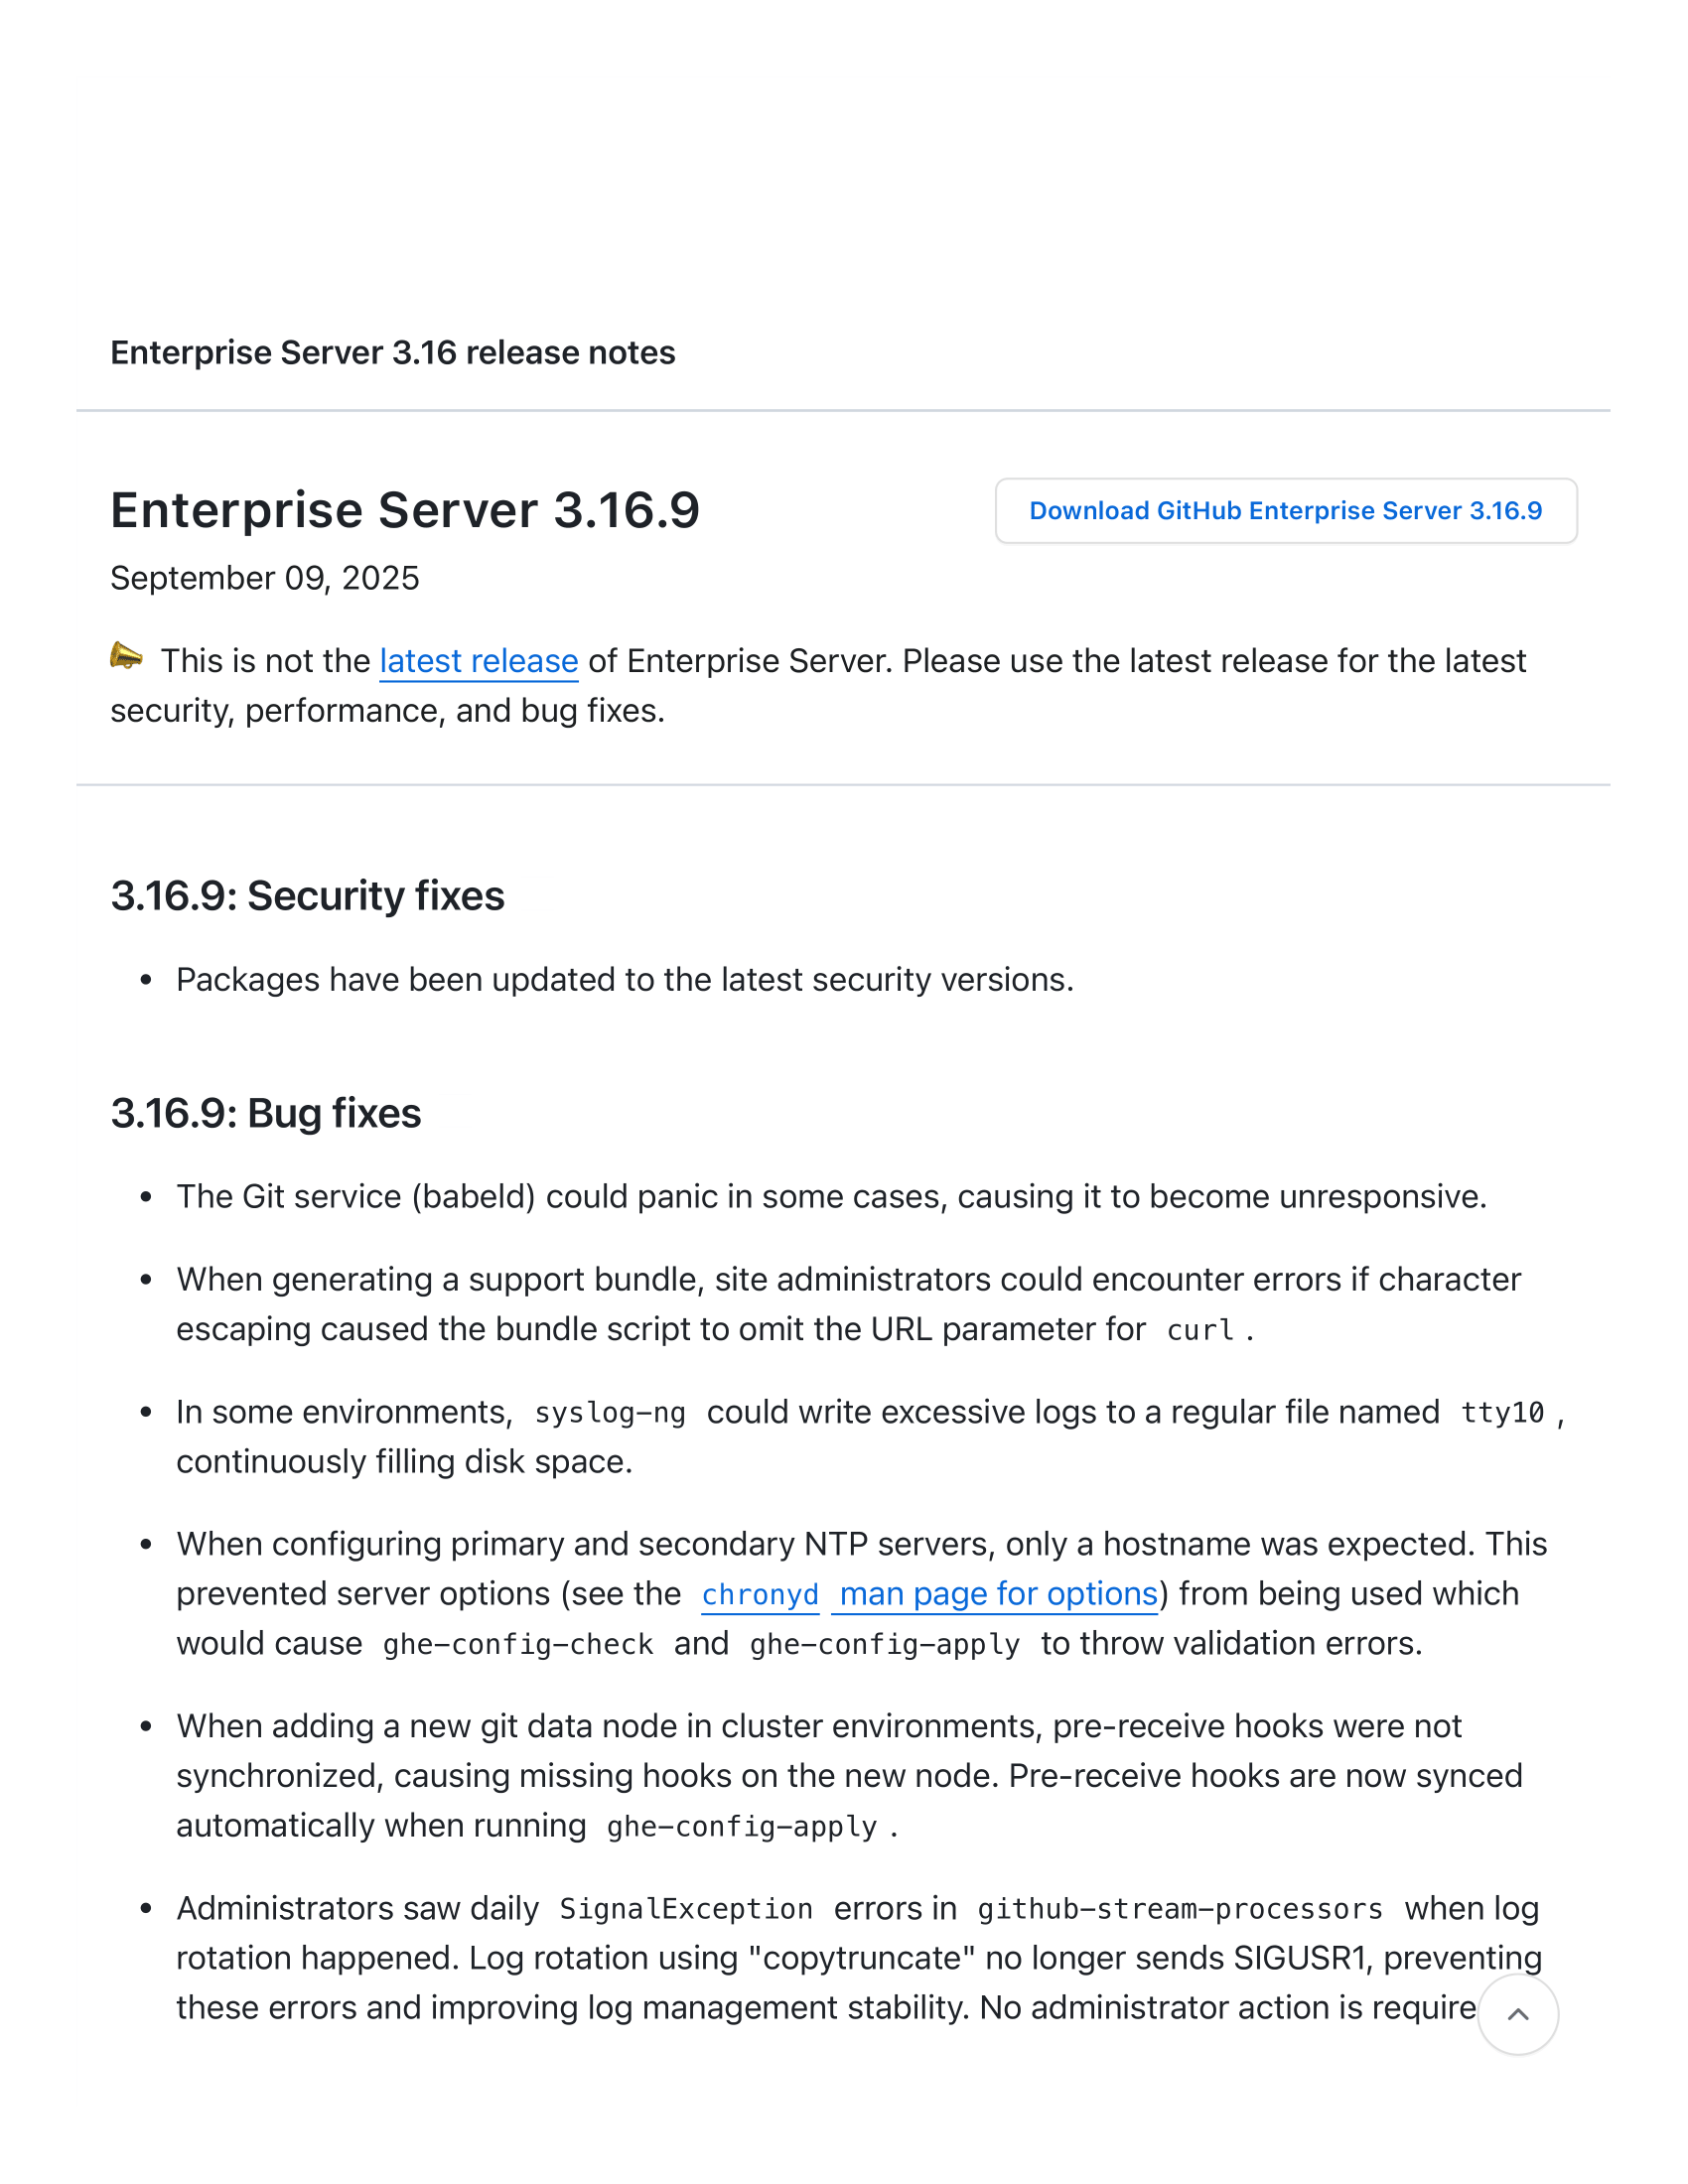 Enterprise Server 3.16 release notes
Enterprise Server 3.16.9
Download GitHub Enterprise Server 3.16.9
September 09, 2025
This is not the latest release of Enterprise Server. Please use the latest release for the latest
security, performance, and bug fixes.
3.16.9: Security fixes
• Packages have been updated to the latest security versions.
3.16.9: Bug fixes
• The Git service (babeld) could panic in some cases, causing it to become unresponsive.
• When generating a support bundle, site administrators could encounter errors if character
escaping caused the bundle script to omit the URL parameter for curl .
• In some environments, syslog-ng could write excessive logs to a regular file named tty10 ,
continuously filling disk space.
• When configuring primary and secondary NTP servers, only a hostname was expected. This
prevented server options (see the chronyd man page for options) from being used which
would cause ghe-config-check and ghe-config-apply to throw validation errors.
• When adding a new git data node in cluster environments, pre-receive hooks were not
synchronized, causing missing hooks on the new node. Pre-receive hooks are now synced
automatically when running ghe-config-apply .
• Administrators saw daily SignalException errors in github-stream-processors when log
rotation happened. Log rotation using "copytruncate" no longer sends SIGUSR1, preventing
these errors and improving log management stability. No administrator action is require